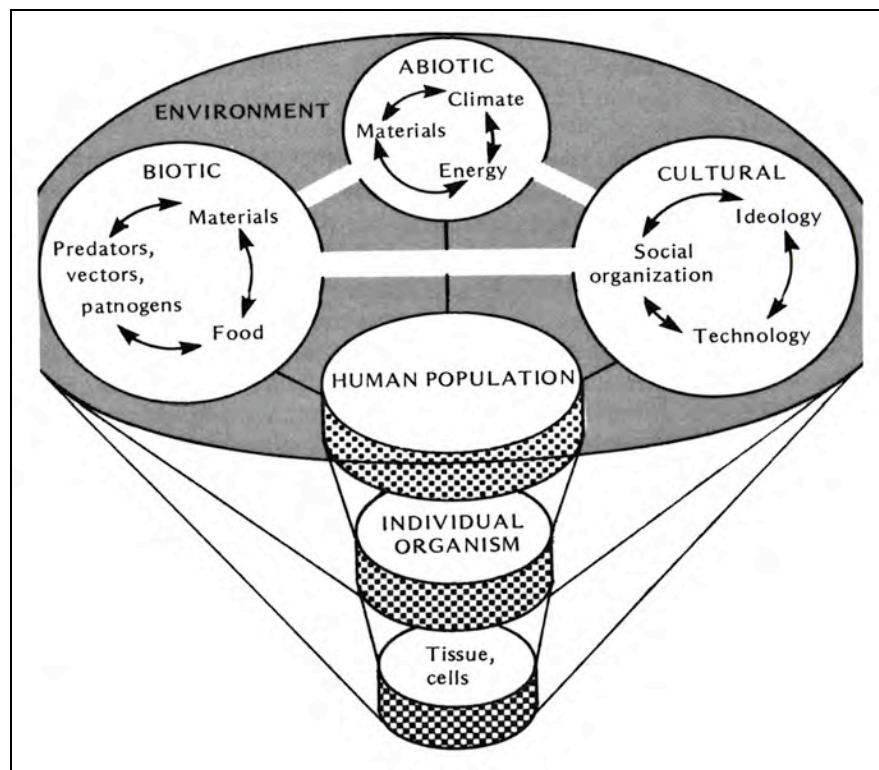 ENVIRONMENT
ABIOTIC
Climate
Materials
Energy
BIOTIC
Materials
Predators,
vectors,
patnogens
Food
CULTURAL
Ideology
Social
organization
Technology
HUMAN POPULATION
INDIVIDUAL
ORGANISM
Tissue,
cells